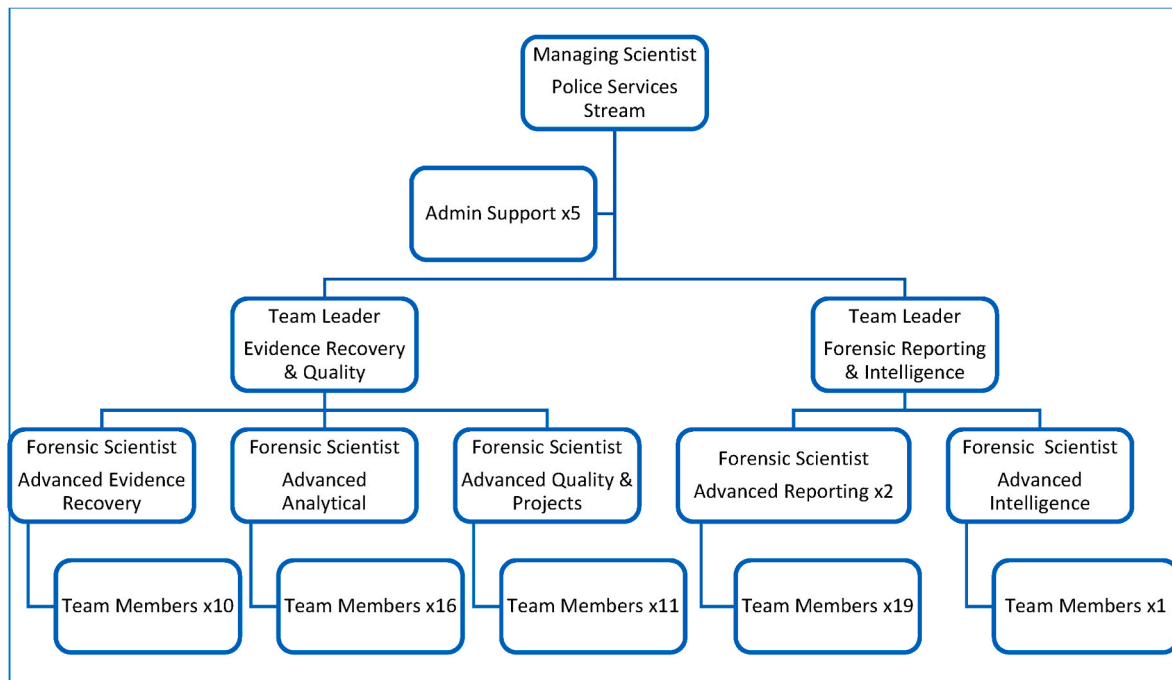 Managing Scientist
Police Services
Stream
Admin Support x5
Team Leader
Evidence Recovery
& Quality
Team Leader
Forensic Reporting
& Intelligence
Forensic Scientist
Advanced Evidence
Recovery
Forensic Scientist
Advanced
Analytical
Forensic Scientist
Advanced Quality &
Projects
Forensic Scientist
Advanced Reporting x2
Forensic Scientist
Advanced
Intelligence
Team Members x10
Team Members x16
Team Members x11
Team Members x19
Team Members x1